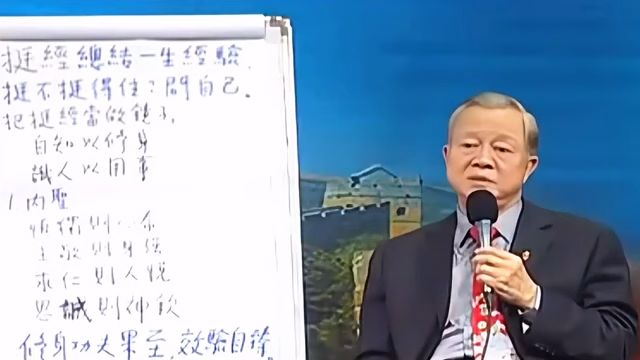 挺經總結一生經驗.
挺不挺得住?問自己.
把挺經當做鏡子.
自知以修身
識人以用事
1.內聖
慎獨則心泰
主敬則身強
求仁則人悅
思誠則神欽
修身功夫果至,效驗自臻